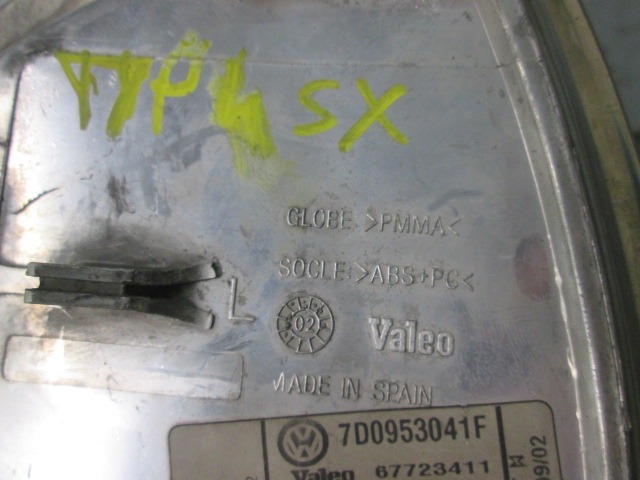 SX
GLOBE >PMMA<
SOCLE:>ABS+PC<
L
02
Valeo
MADE IN SPAIN
7D0953041F
Valeo 67723411
09/02